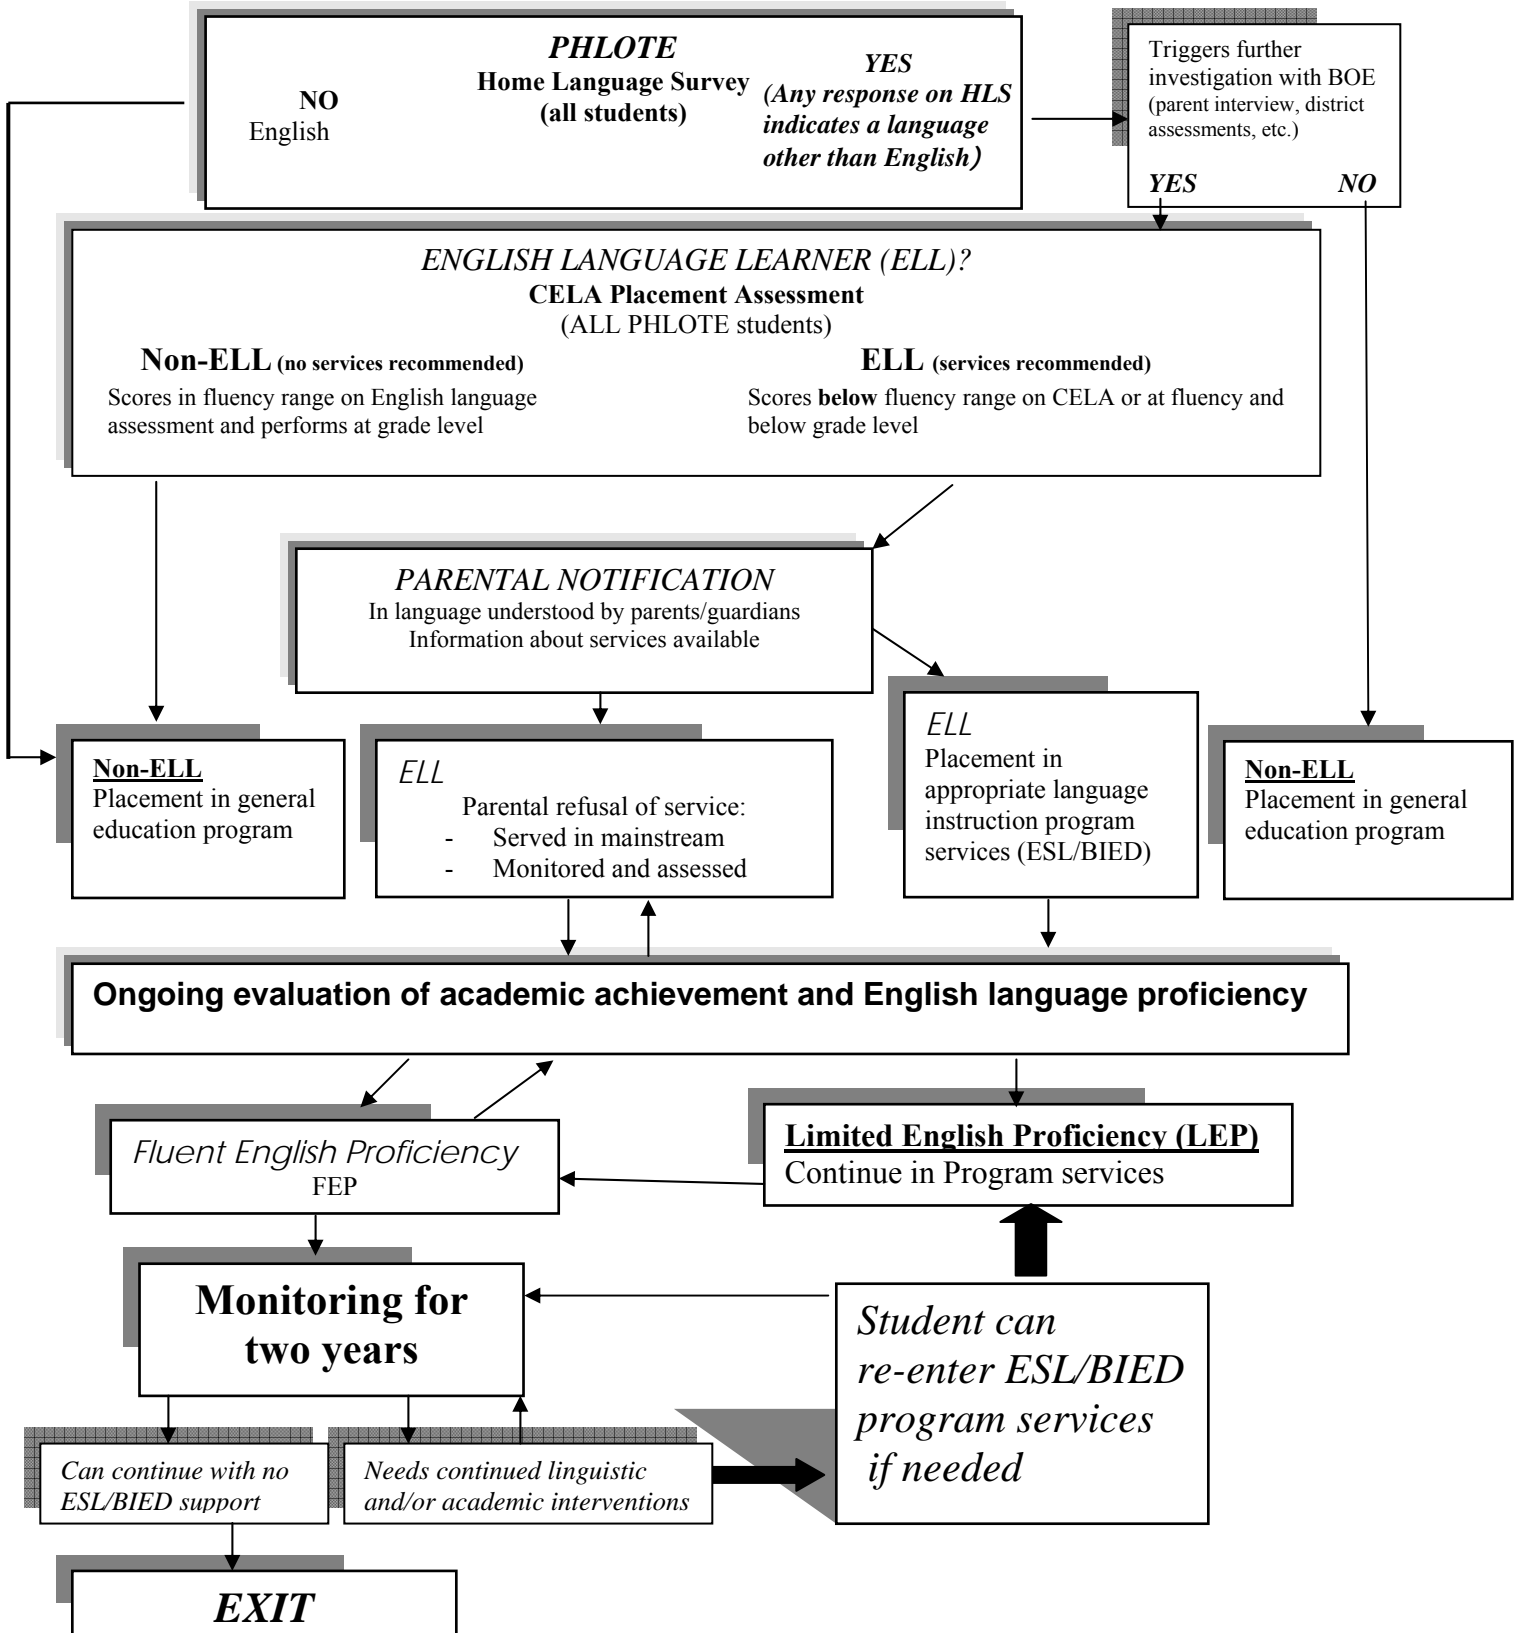 PHLOTE
Home Language Survey
(all students)
NO
English
YES
(Any response on HLS
indicates a language
other than English)
Triggers further
investigation with BOE
(parent interview, district
assessments, etc.)
YES NO
ENGLISH LANGUAGE LEARNER (ELL)?
CELA Placement Assessment
(ALL PHLOTE students)
Non-ELL (no services recommended)
Scores in fluency range on English language
assessment and performs at grade level
ELL (services recommended)
Scores below fluency range on CELA or at fluency and
below grade level
PARENTAL NOTIFICATION
In language understood by parents/guardians
Information about services available
Non-ELL
Placement in general
education program
ELL
Parental refusal of service:
- Served in mainstream
- Monitored and assessed
ELL
Placement in
appropriate language
instruction program
services (ESL/BIED)
Non-ELL
Placement in general
education program
Ongoing evaluation of academic achievement and English language proficiency
Fluent English Proficiency
FEP
Limited English Proficiency (LEP)
Continue in Program services
Monitoring for
two years
Student can
re-enter ESL/BIED
program services
if needed
Can continue with no
ESL/BIED support
Needs continued linguistic
and/or academic interventions
EXIT